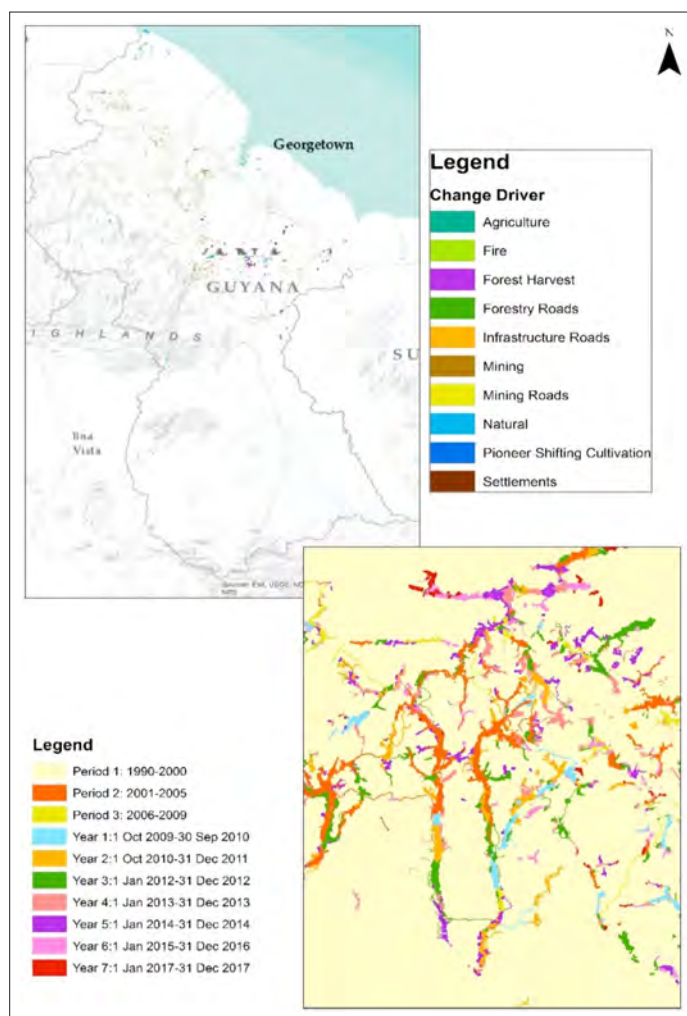 N
Georgetown
GUYANA
IGHLANDS
SU
Vista
Legend
Change Driver
Agriculture
Fire
Forest Harvest
Forestry Roads
Infrastructure Roads
Mining
Mining Roads
Natural
Pioneer Shifting Cultivation
Settlements
Legend
Period 1: 1990-2000
Period 2: 2001-2005
Period 3: 2006-2009
Year 1:1 Oct 2009-30 Sep 2010
Year 2:1 Oct 2010-31 Dec 2011
Year 3:1 Jan 2012-31 Dec 2012
Year 4:1 Jan 2013-31 Dec 2013
Year 5:1 Jan 2014-31 Dec 2014
Year 6:1 Jan 2015-31 Dec 2016
Year 7:1 Jan 2017-31 Dec 2017